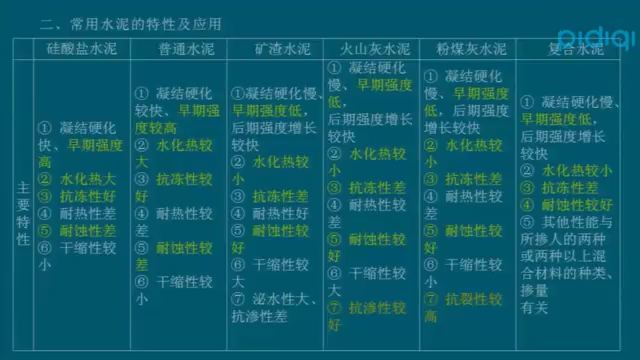 二、常用水泥的特性及应用
pidiqi
硅酸盐水泥
普通水泥
矿渣水泥
火山灰水泥
粉煤灰水泥
复合水泥
主
要
特
性
① 凝结硬化
快、早期强度
高
② 水化热大
③ 抗冻性好
④ 耐热性差
⑤ 耐蚀性差
⑥ 干缩性较
小
① 凝结硬化
较快、早期强
度较高
② 水化热较
大
③ 抗冻性较
好
④ 耐热性较
差
⑤ 耐蚀性较
差
⑥ 干缩性较
小
① 凝结硬化慢、
早期强度低，
后期强度增长
较快
② 水化热较
小
③ 抗冻性差
④ 耐热性好
⑤ 耐蚀性较
好
⑥ 干缩性较
大
⑦ 泌水性大、
抗渗性差
① 凝结硬化
慢、早期强度
低，
后期强度增长
较快
② 水化热较
小
③ 抗冻性差
④ 耐热性较
差
⑤ 耐蚀性较
好
⑥ 干缩性较
大
⑦ 抗渗性较
好
① 凝结硬化
慢、早期强度
低，后期强度
增长较快
② 水化热较
小
③ 抗冻性差
④ 耐热性较
差
⑤ 耐蚀性较
好
⑥ 干缩性较
小
⑦ 抗裂性较
高
① 凝结硬化慢、
早期强度低，
后期强度增长
较快
② 水化热较小
③ 抗冻性差
④ 耐蚀性较好
⑤ 其他性能与
所掺人的两种
或两种以上混
合材料的种类、
掺量
有关